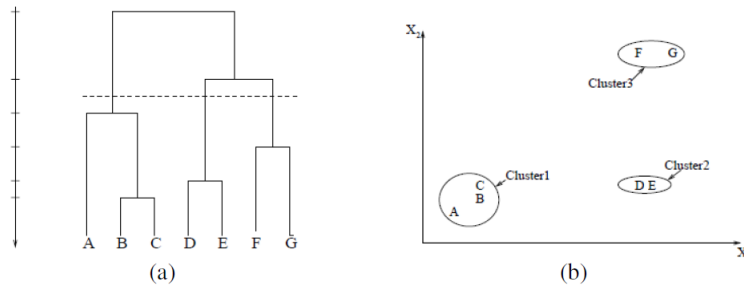 A B C D E F G
(a)
X2
F G
Cluster3
Cluster2
D E
Cluster1
C
B
A
X
(b)